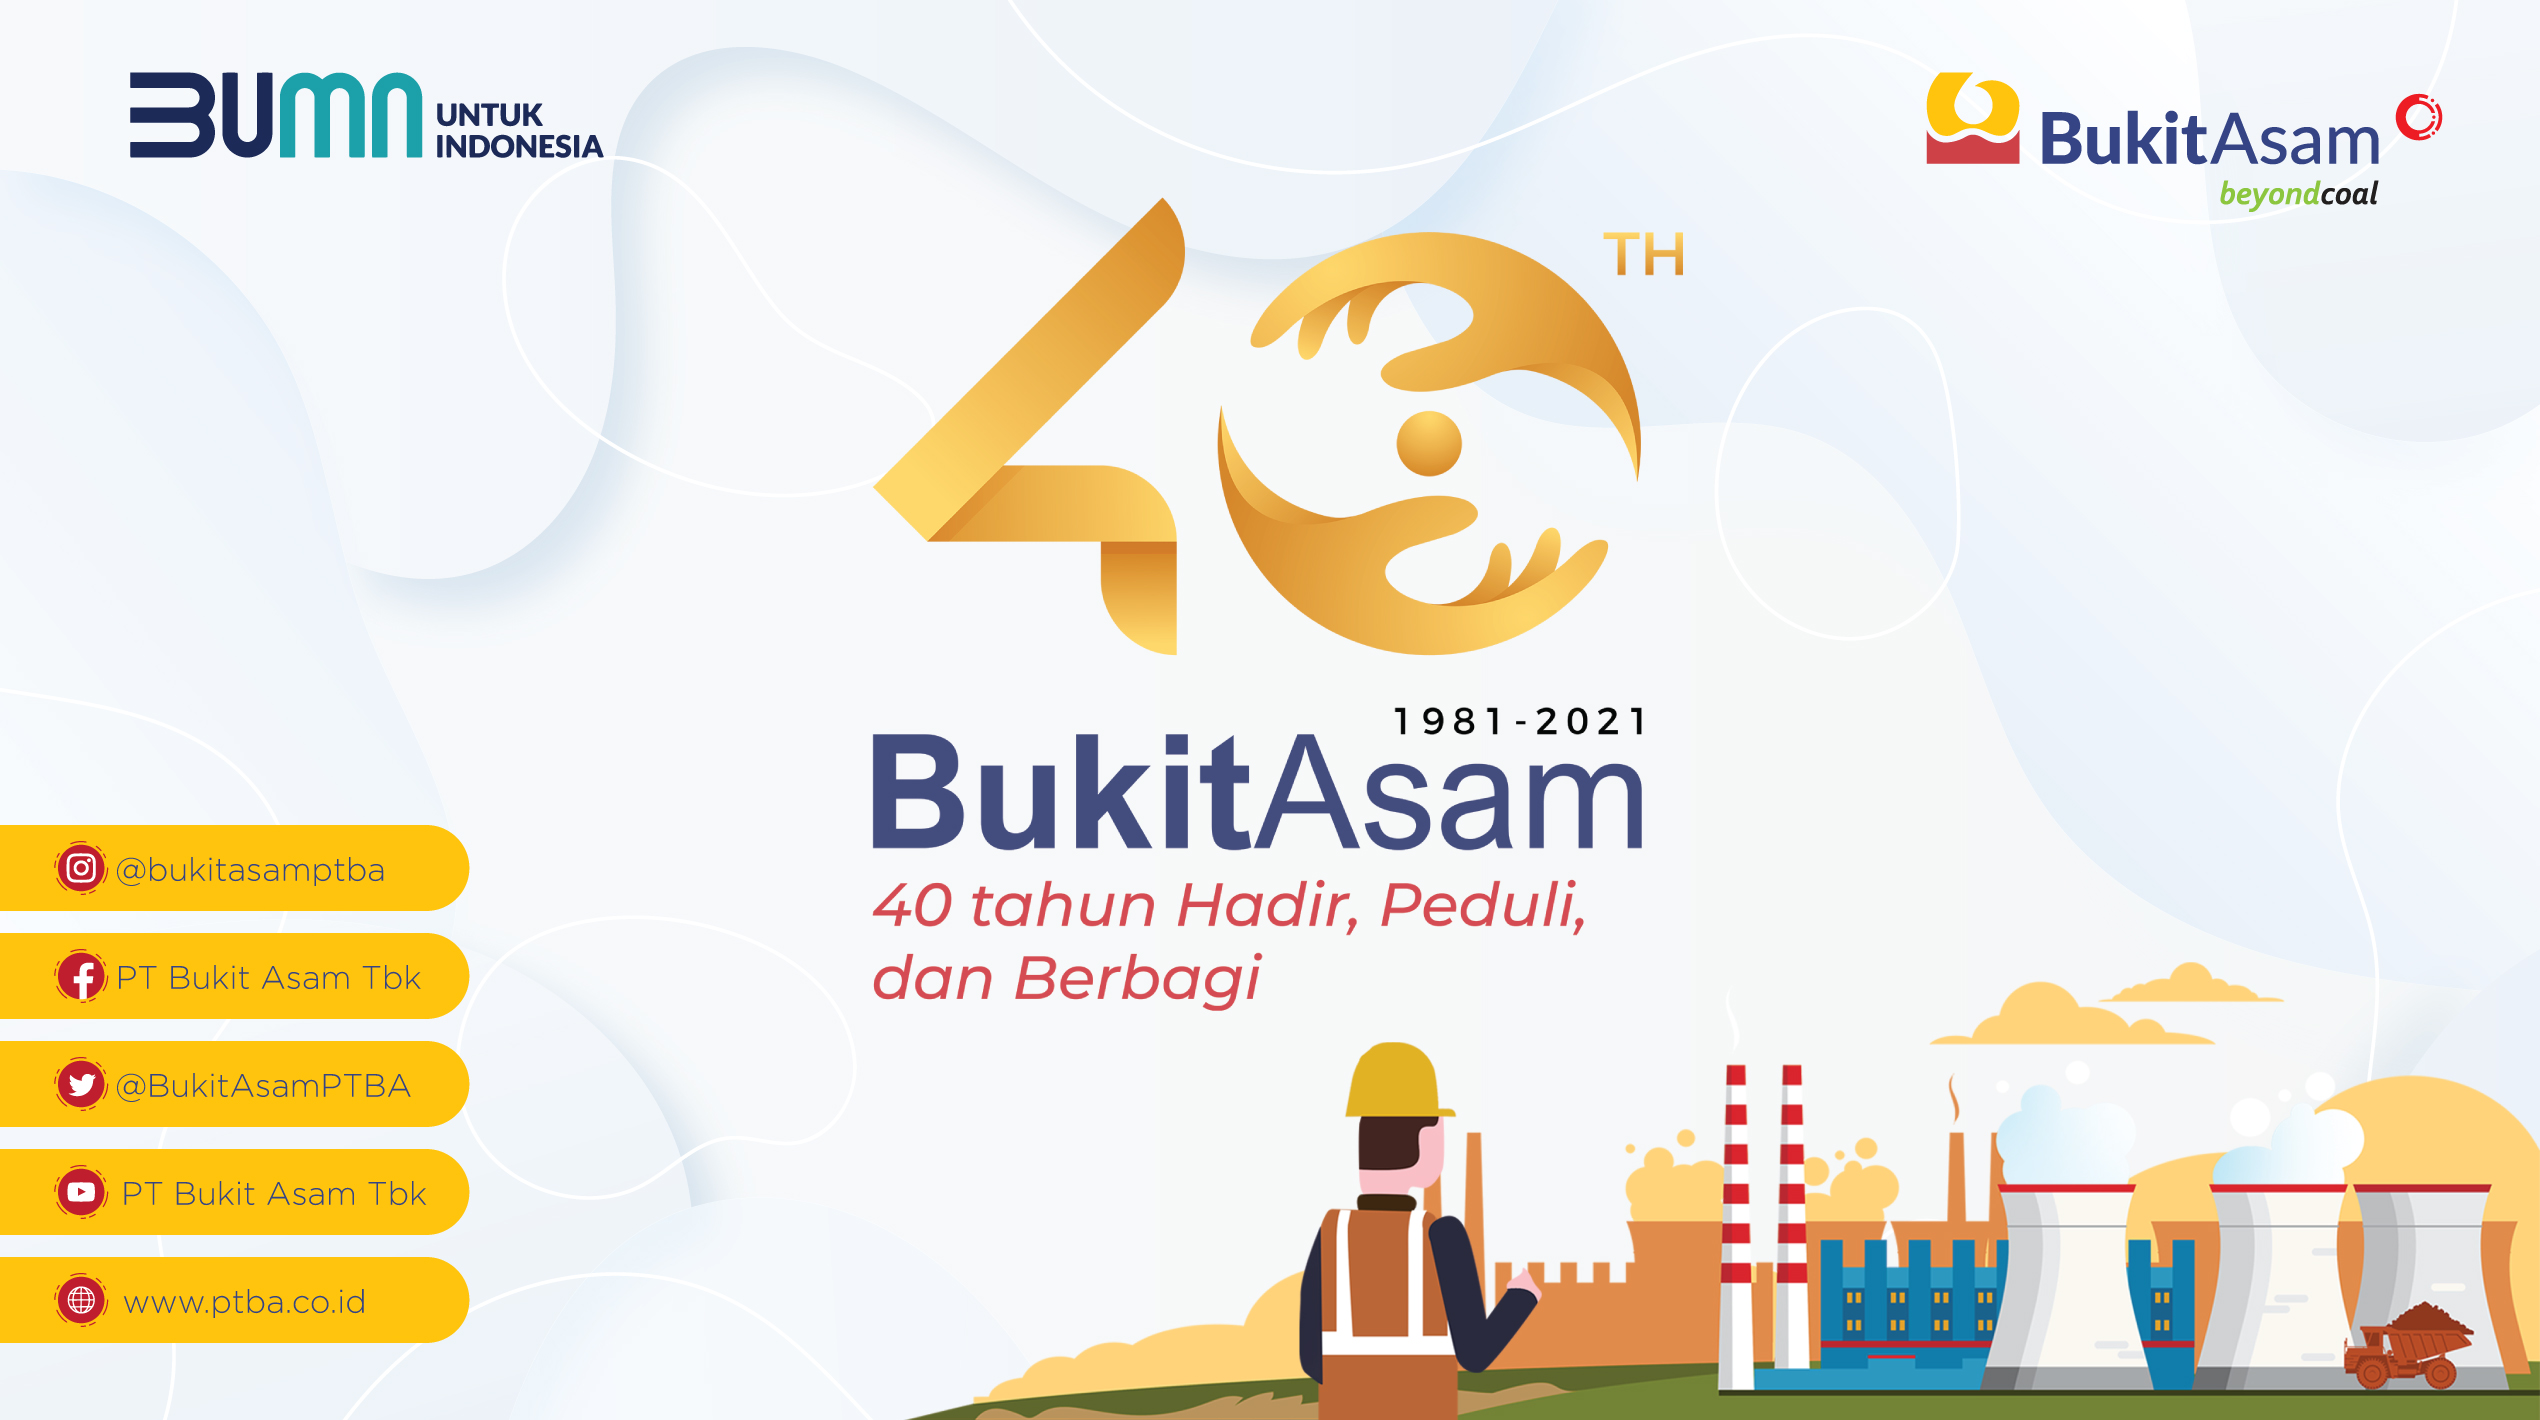 BUMN UNTUK
INDONESIA
BukitAsam
beyondcoal
40 TH
1981-2021
BukitAsam
40 tahun Hadir, Peduli,
dan Berbagi
@bukitasamptba
PT Bukit Asam Tbk
@BukitAsamPTBA
PT Bukit Asam Tbk
www.ptba.co.id